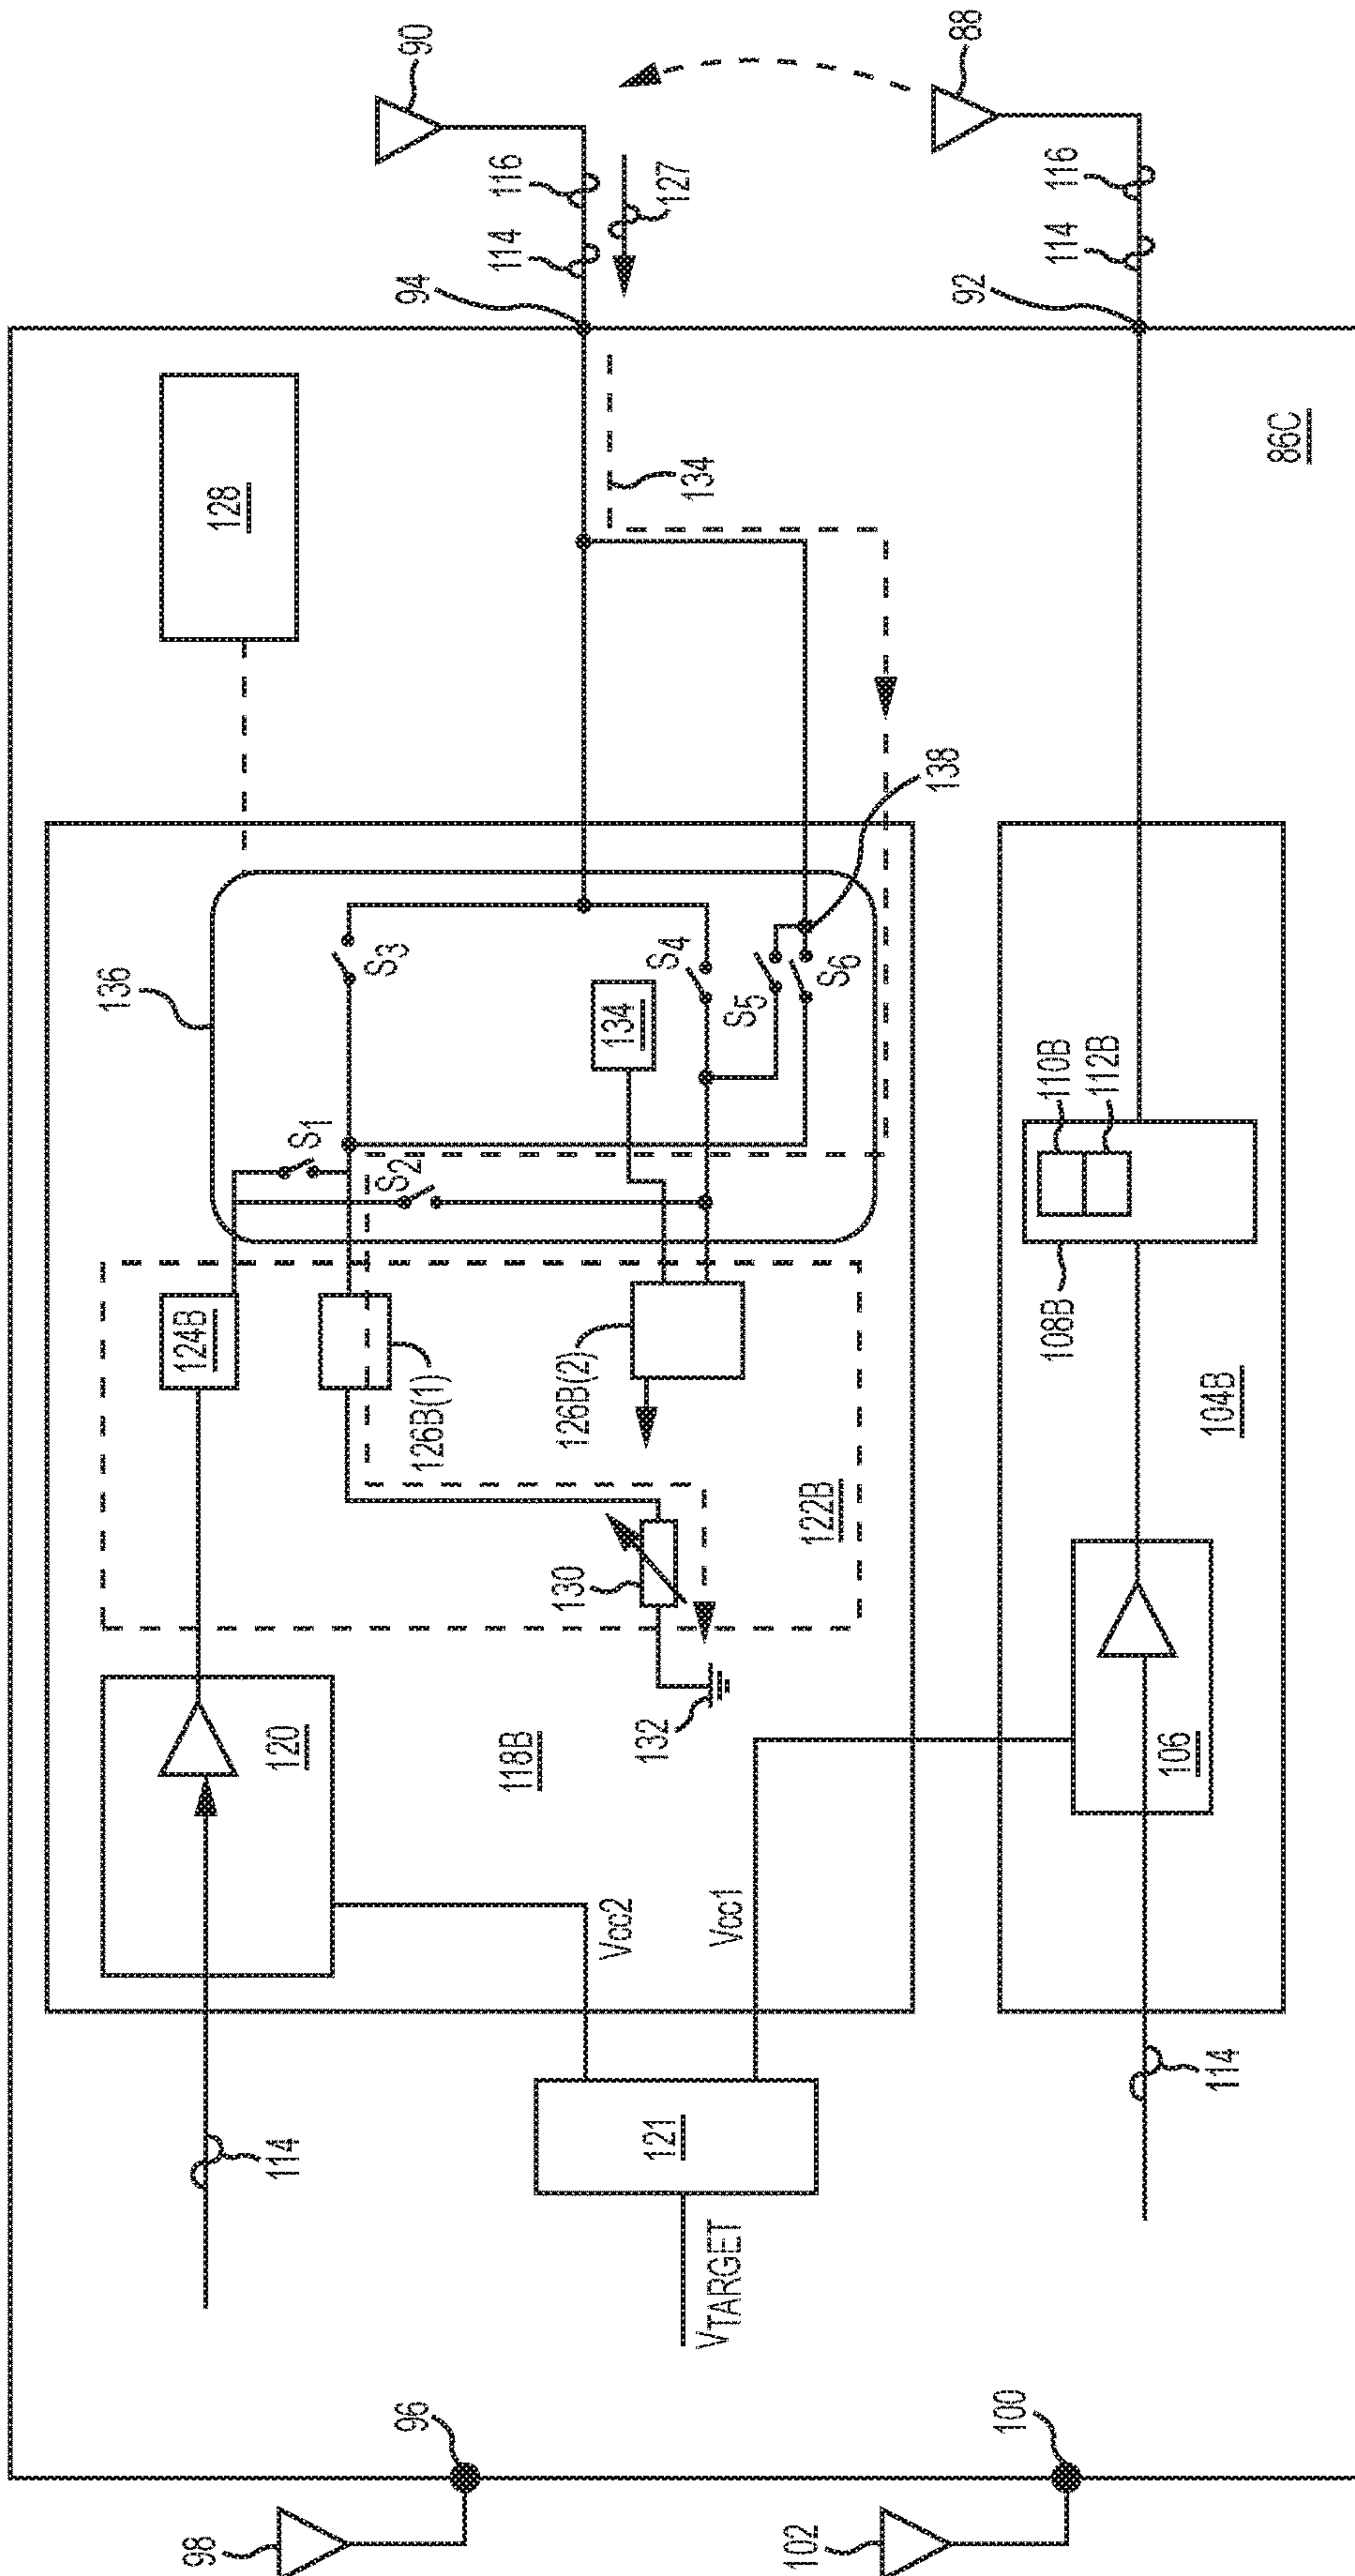 90
88
116
114
127
116
114
94
92
128
134
86C
136
138
S3
S4
134
S5
S6
110B
112B
S1
S2
124B
126B(1)
126B(2)
108B
104B
122B
130
120
132
118B
106
Vcc2
Vcc1
114
121
114
VTARGET
96
100
98
102